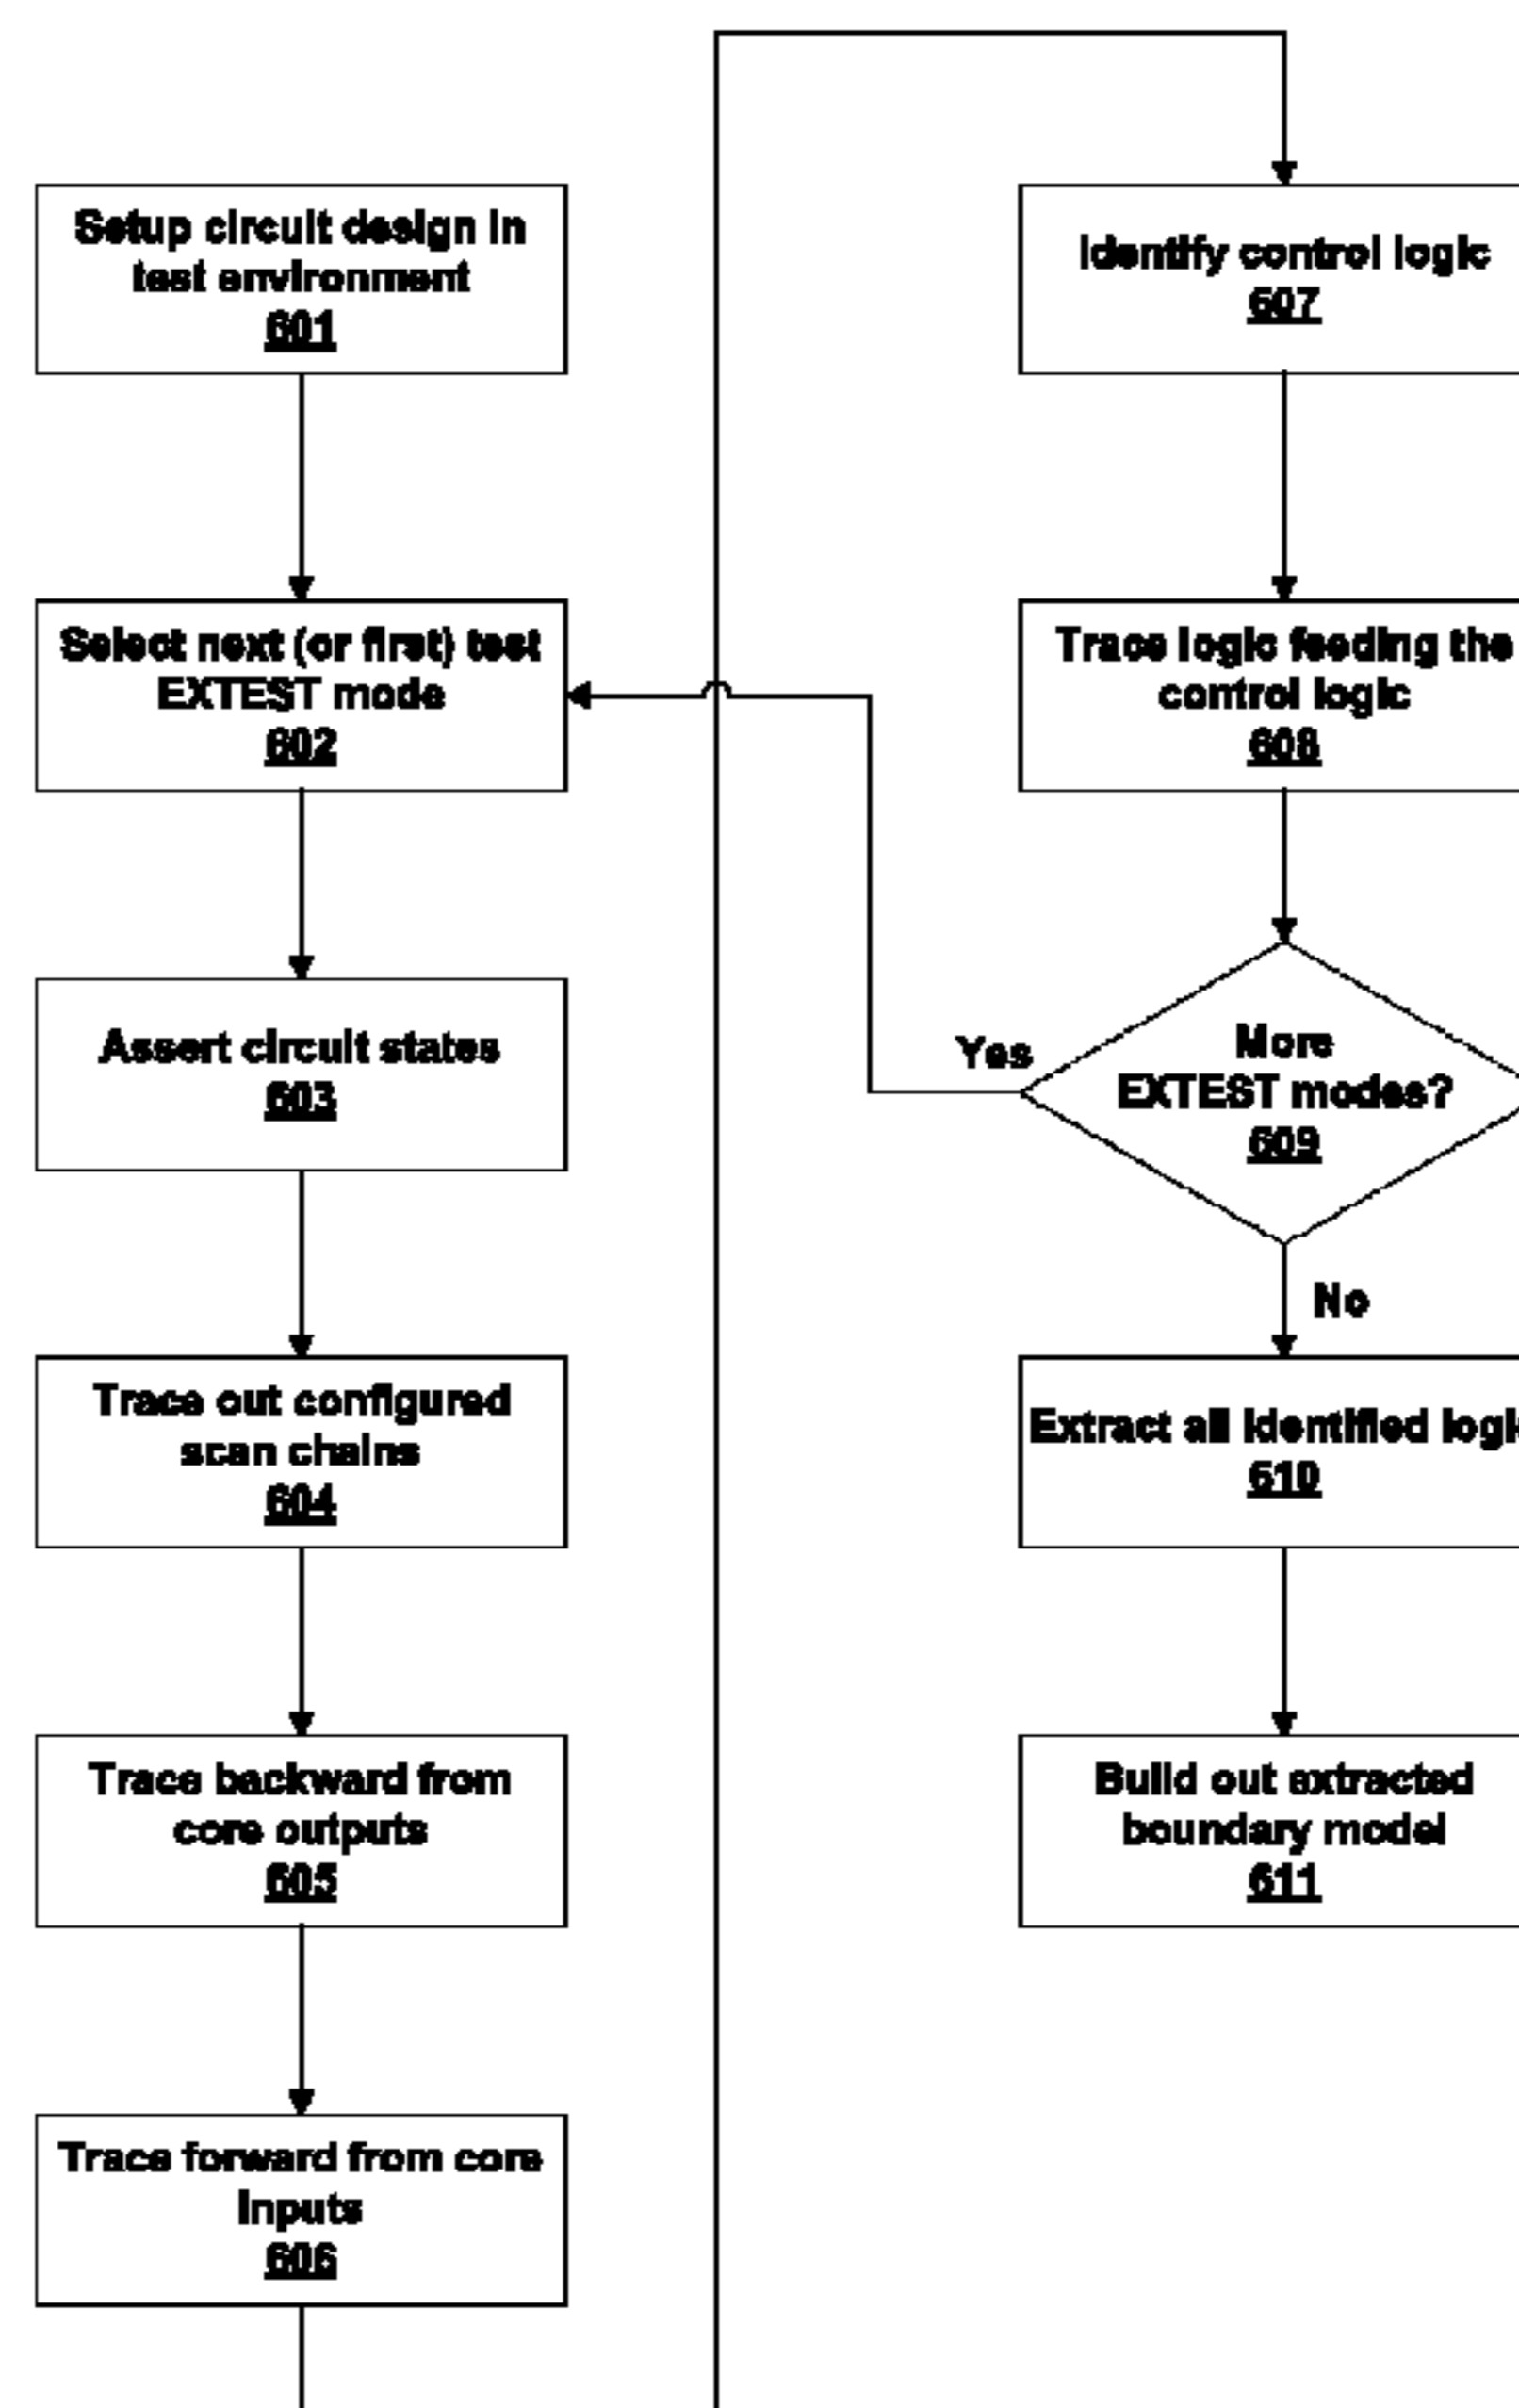 Setup circuit design in
test environment
601
Select next (or first) test
EXTEST mode
602
Assert circuit states
603
Trace out configured
scan chains
604
Trace backward from
core outputs
605
Trace forward from core
inputs
606
Identify control logic
607
Trace logic feeding the
control logic
608
More
EXTEST modes?
609
Yes
No
Extract all identified
610
Build out extracted
boundary model
611